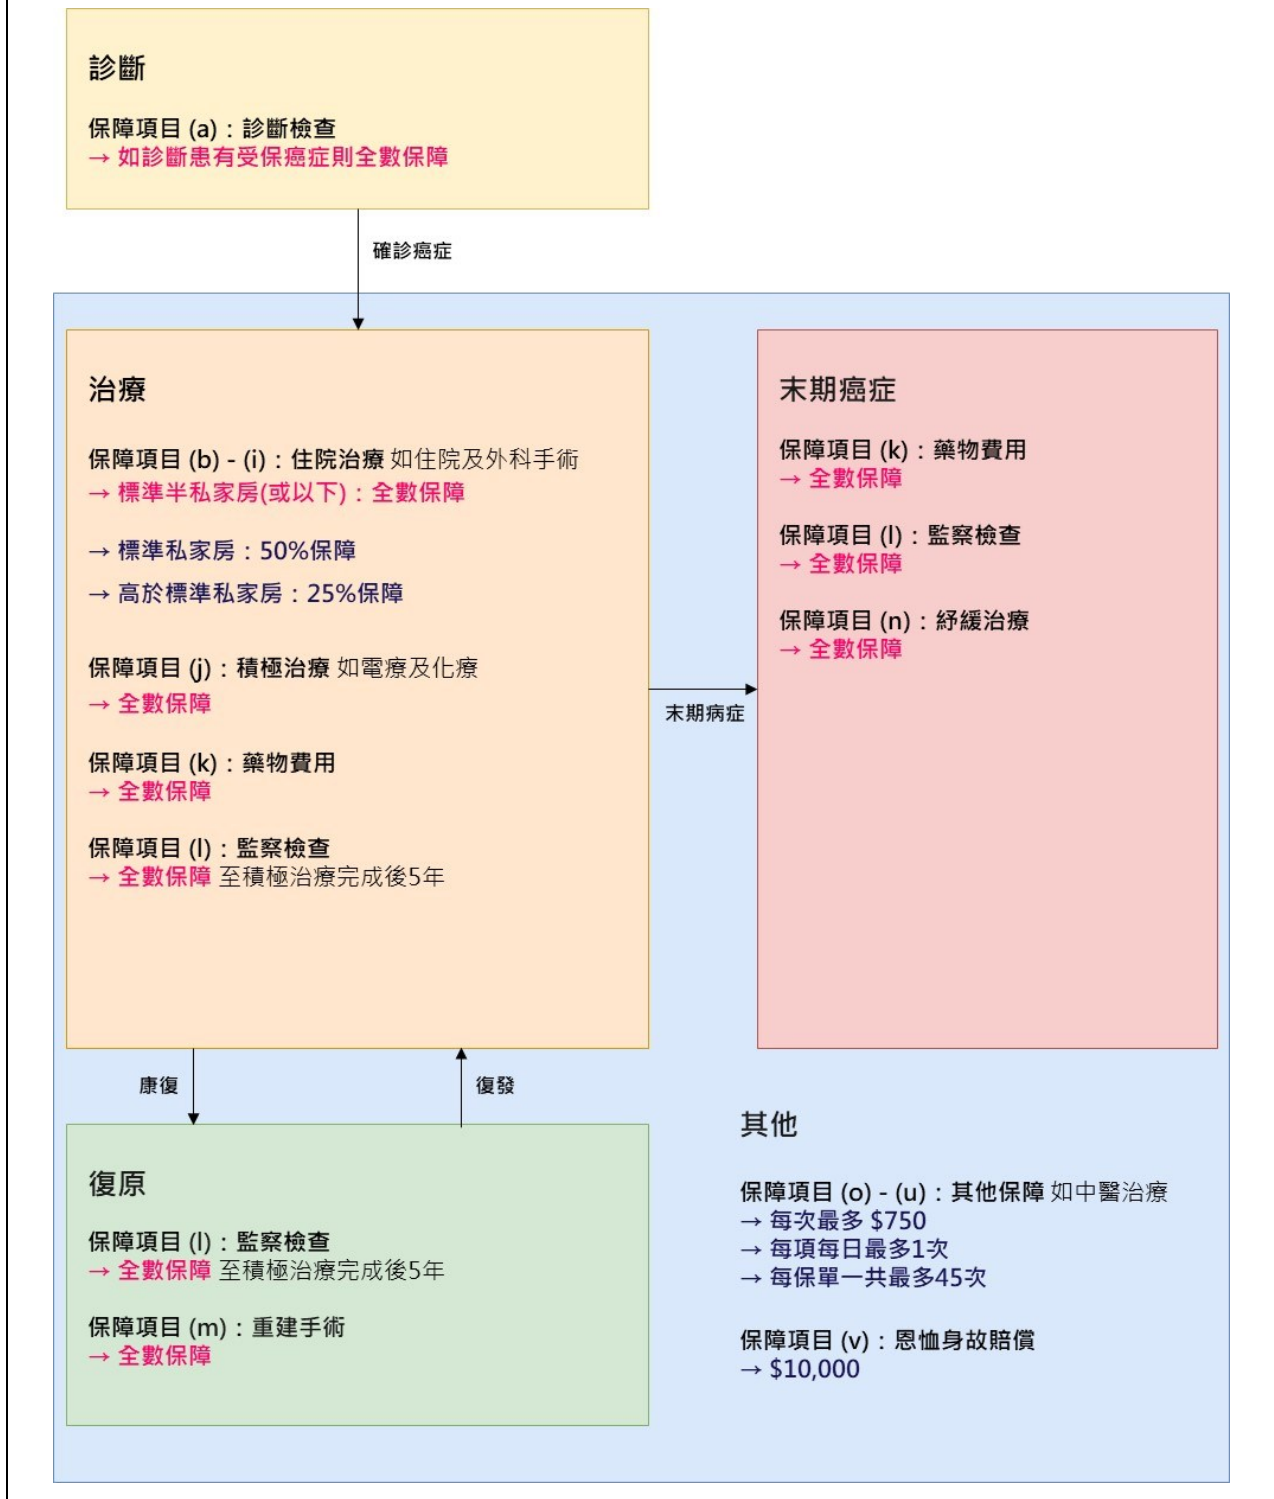 診斷
保障項目 (a)：診斷檢查
→ 如診斷患有受保癌症則全數保障
確診癌症
治療
保障項目 (b) - (i)：住院治療 如住院及外科手術
→ 標準半私家房(或以下)：全數保障
→ 標準私家房：50%保障
→ 高於標準私家房：25%保障
保障項目 (j)：積極治療 如電療及化療
→ 全數保障
保障項目 (k)：藥物費用
→ 全數保障
保障項目 (l)：監察檢查
→ 全數保障 至積極治療完成後5年
末期病症
末期癌症
保障項目 (k)：藥物費用
→ 全數保障
保障項目 (l)：監察檢查
→ 全數保障
保障項目 (n)：紓緩治療
→ 全數保障
康復
復發
復原
保障項目 (l)：監察檢查
→ 全數保障 至積極治療完成後5年
保障項目 (m)：重建手術
→ 全數保障
其他
保障項目 (o) - (u)：其他保障 如中醫治療
→ 每次最多 $750
→ 每項每日最多1次
→ 每保單一共最多45次
保障項目 (v)：恩恤身故賠償
→ $10,000